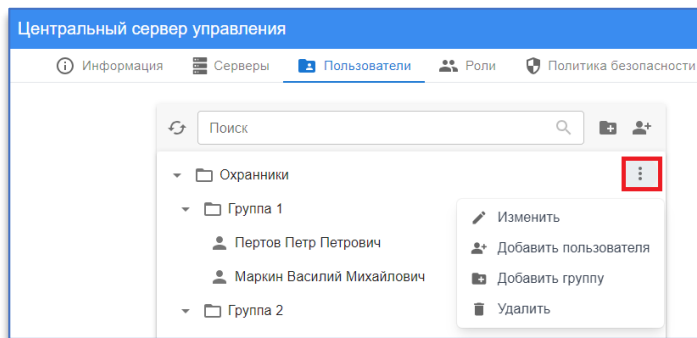 Центральный сервер управления
Информация Серверы Пользователи Роли Политика безопасности
Поиск
Охранники
Группа 1
Изменить
Пертов Петр Петрович
Добавить пользователя
Маркин Василий Михайлович
Добавить группу
Группа 2
Удалить